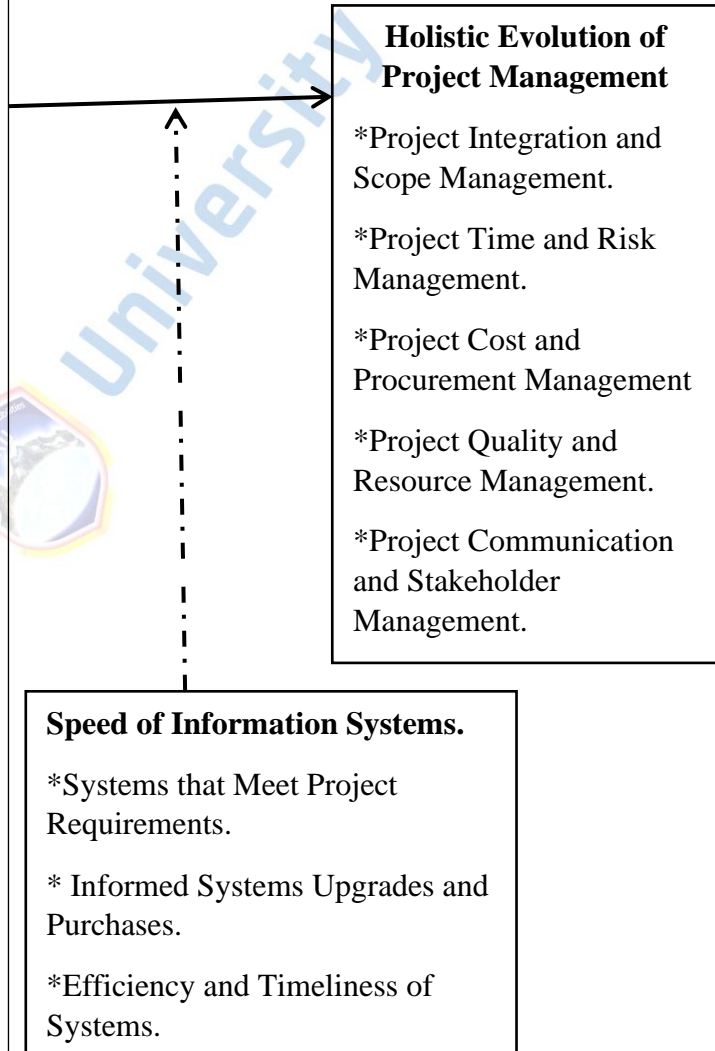 Holistic Evolution of
Project Management
*Project Integration and
Scope Management.
*Project Time and Risk
Management.
*Project Cost and
Procurement Management
*Project Quality and
Resource Management.
*Project Communication
and Stakeholder
Management.
University
Speed of Information Systems.
*Systems that Meet Project
Requirements.
* Informed Systems Upgrades and
Purchases.
*Efficiency and Timeliness of
Systems.